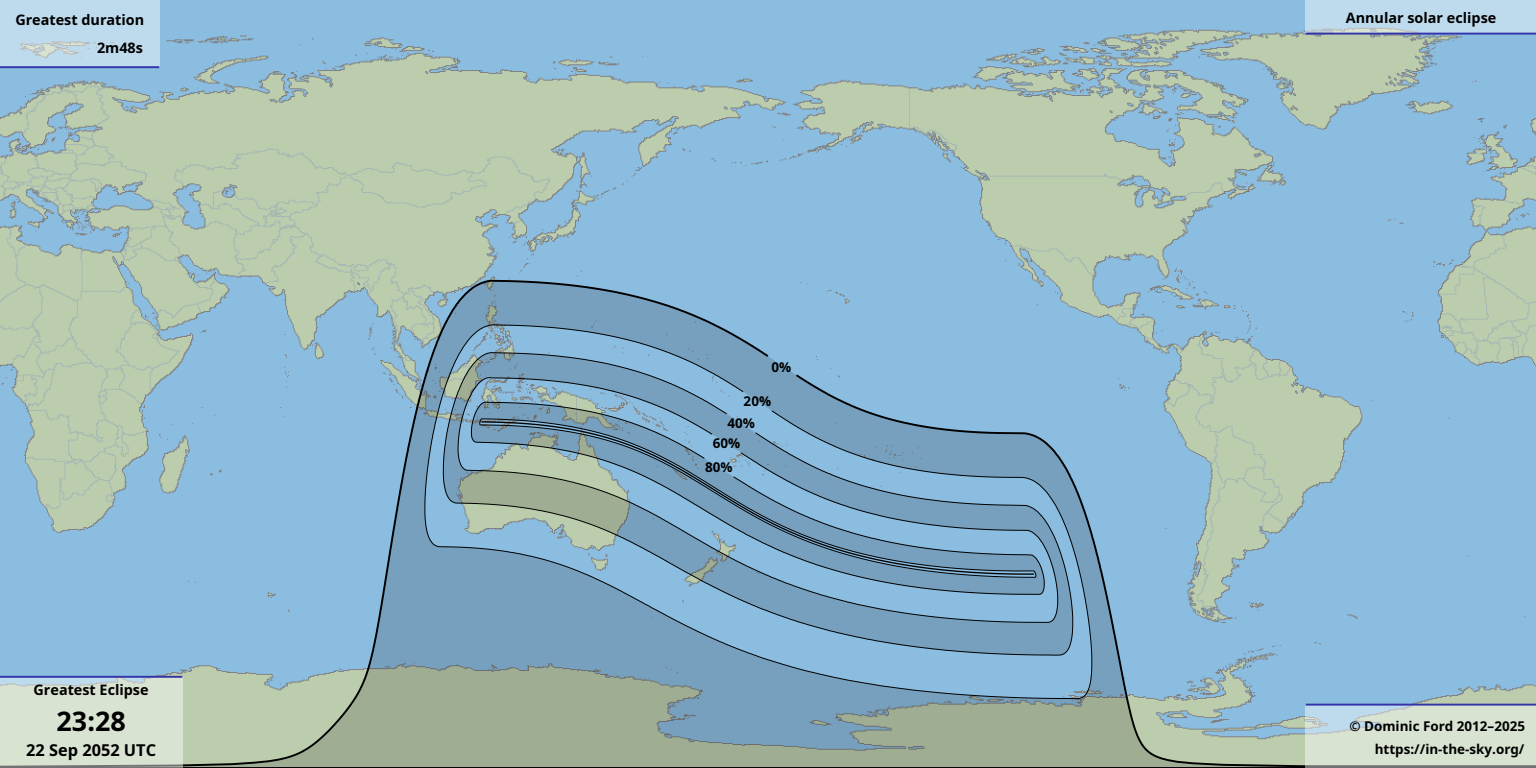 Greatest duration
2m48s
Annular solar eclipse
0%
20%
40%
60%
80%
Greatest Eclipse
23:28
22 Sep 2052 UTC
© Dominic Ford 2012–2025
https://in-the-sky.org/